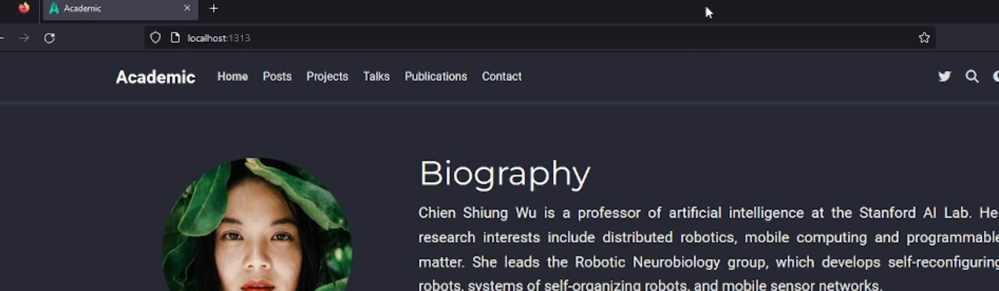 Academic
localhost:1313
Academic Home Posts Projects Talks Publications Contact
Biography
Chien Shiung Wu is a professor of artificial intelligence at the Stanford AI Lab. He
research interests include distributed robotics, mobile computing and programmable
matter. She leads the Robotic Neurobiology group, which develops self-reconfiguring
robots, systems of self-organizing robots, and mobile sensor networks.